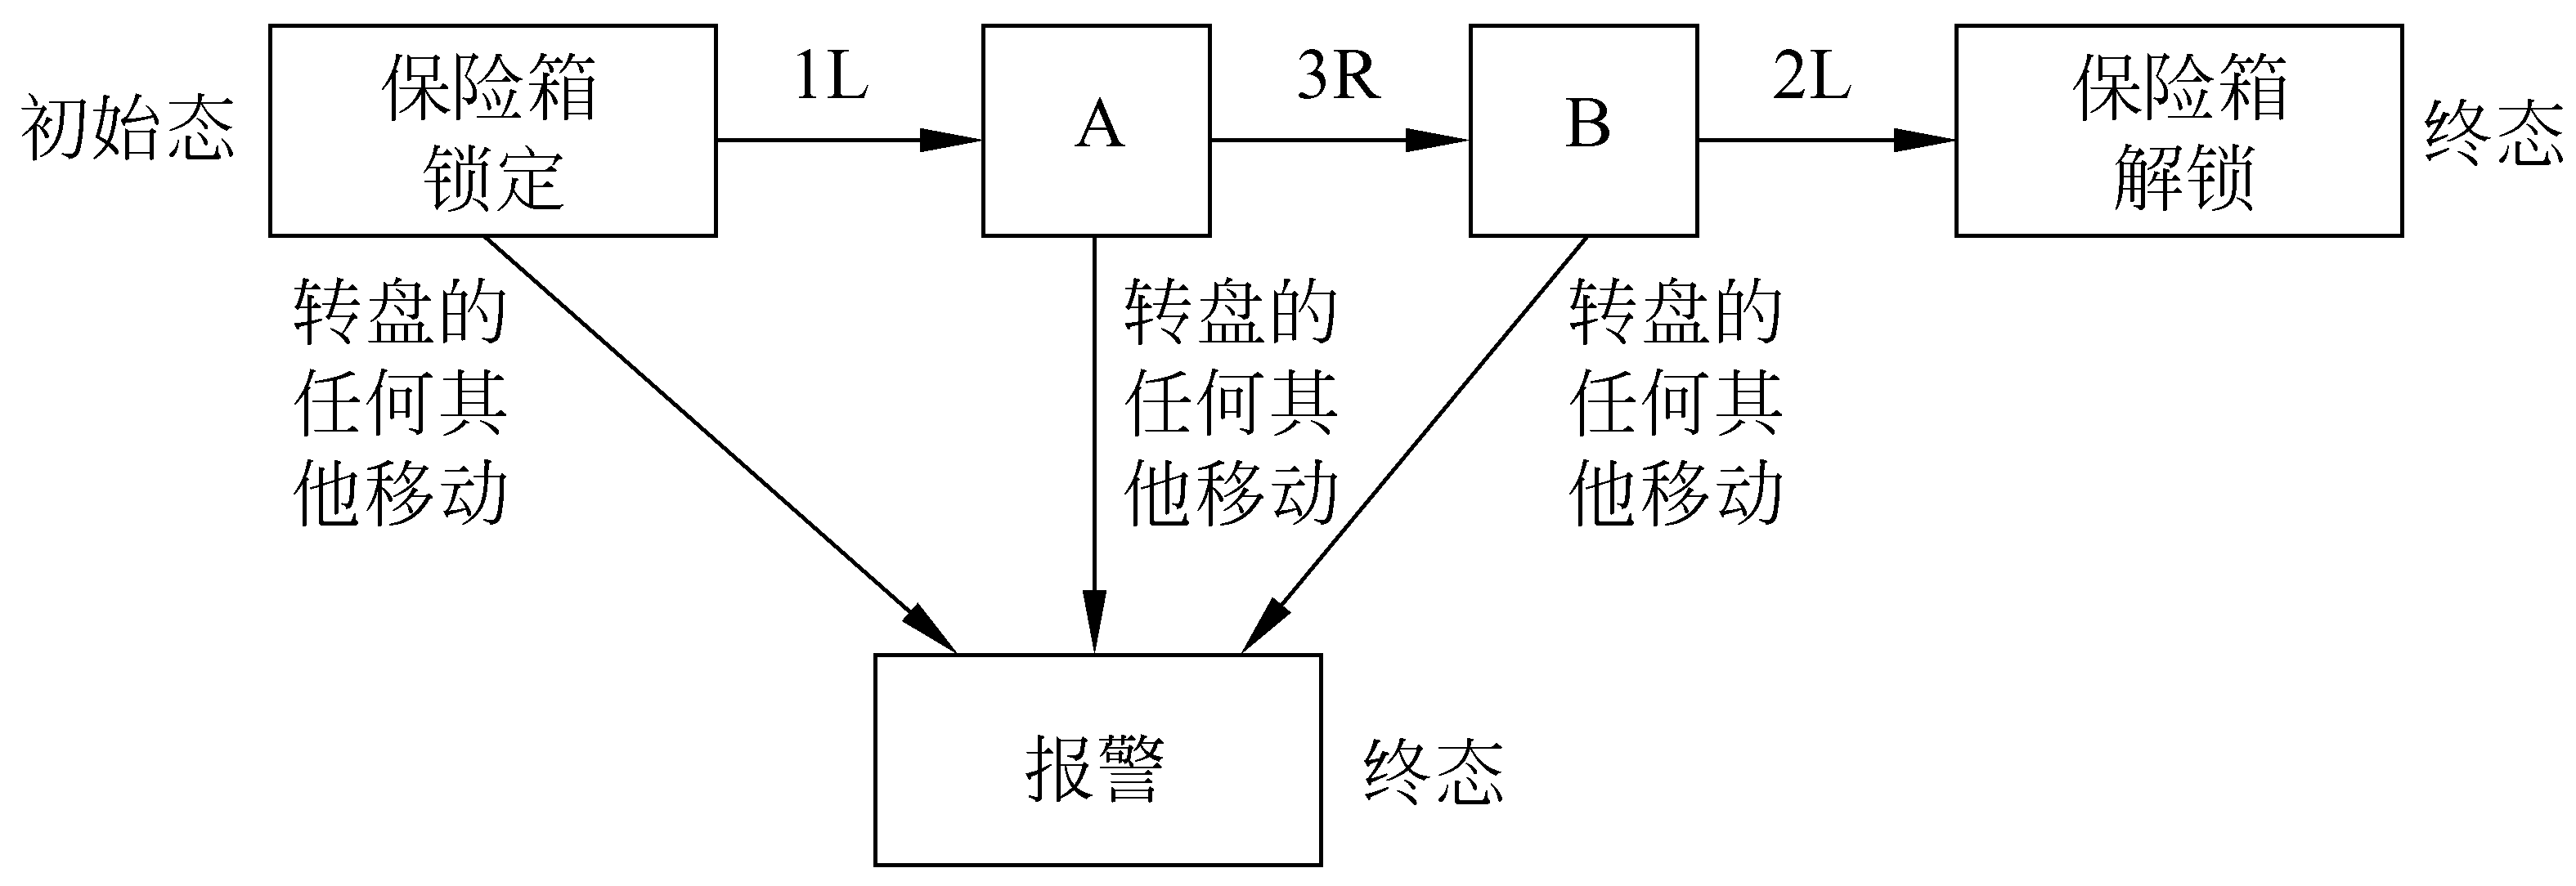 初始态
保险箱
锁定
1L
A
3R
B
2L
保险箱
解锁
终态
转盘的
任何其
他移动
转盘的
任何其
他移动
转盘的
任何其
他移动
报警
终态